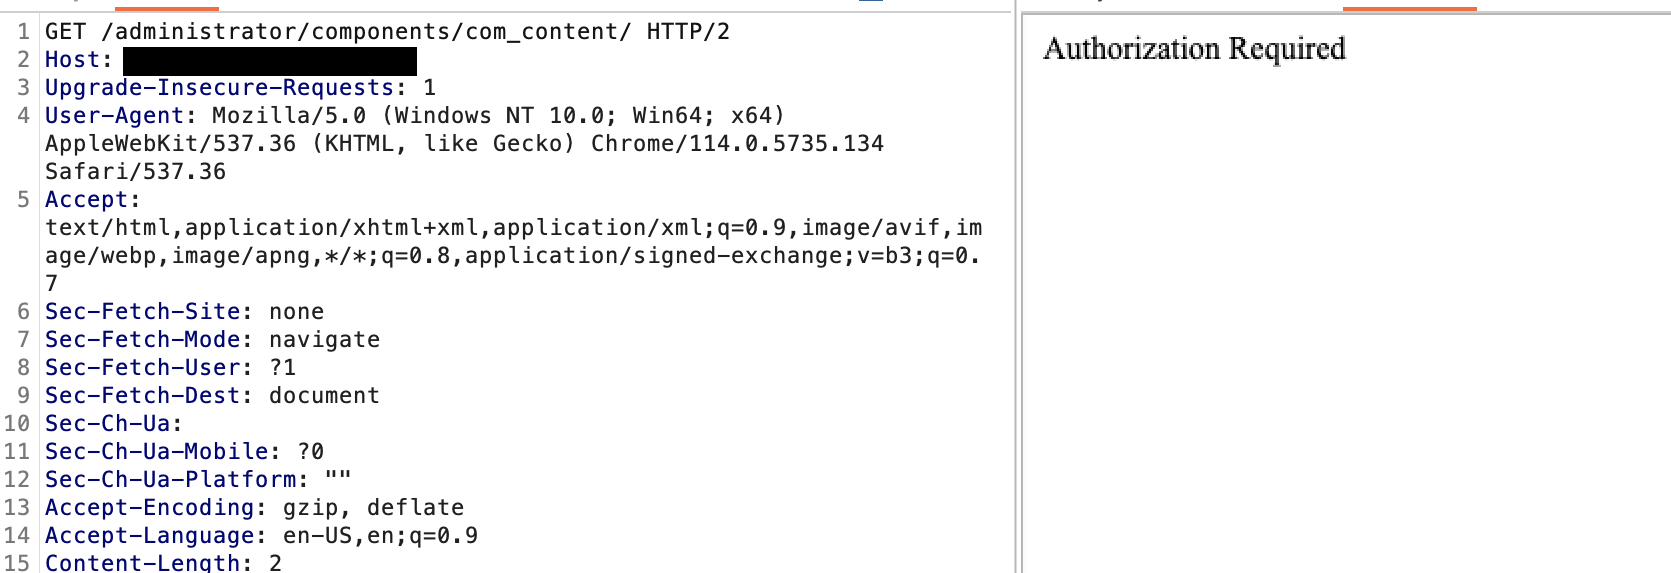 1 GET /administrator/components/com_content/ HTTP/2
2 Host:
3 Upgrade-Insecure-Requests: 1
4 User-Agent: Mozilla/5.0 (Windows NT 10.0; Win64; x64)
AppleWebKit/537.36 (KHTML, like Gecko) Chrome/114.0.5735.134
Safari/537.36
5 Accept:
text/html,application/xhtml+xml,application/xml;q=0.9,image/avif,im
age/webp,image/apng,*/*;q=0.8,application/signed-exchange;v=b3;q=0.
7
6 Sec-Fetch-Site: none
7 Sec-Fetch-Mode: navigate
8 Sec-Fetch-User: ?1
9 Sec-Fetch-Dest: document
10 Sec-Ch-Ua:
11 Sec-Ch-Ua-Mobile: ?0
12 Sec-Ch-Ua-Platform: ""
13 Accept-Encoding: gzip, deflate
14 Accept-Language: en-US,en;q=0.9
15 Content-Length: 2
Authorization Required